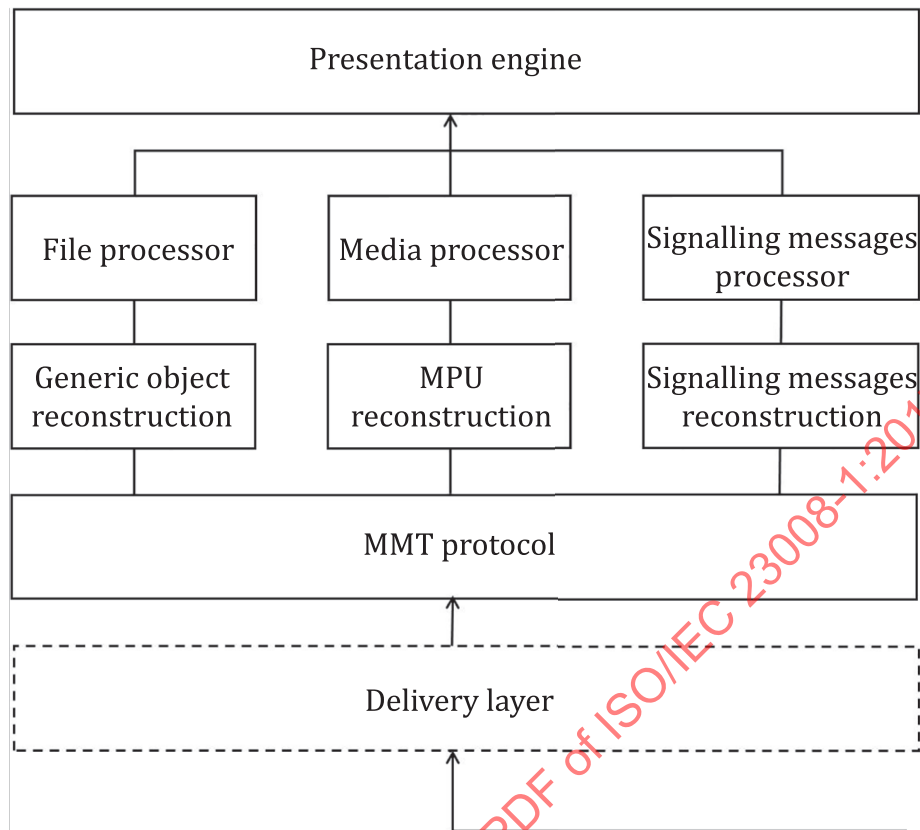 Presentation engine
File processor
Media processor
Signalling messages
processor
Generic object
reconstruction
MPU
reconstruction
Signalling messages
reconstruction
MMT protocol
Delivery layer
PDF of ISO/IEC 23008-1:201